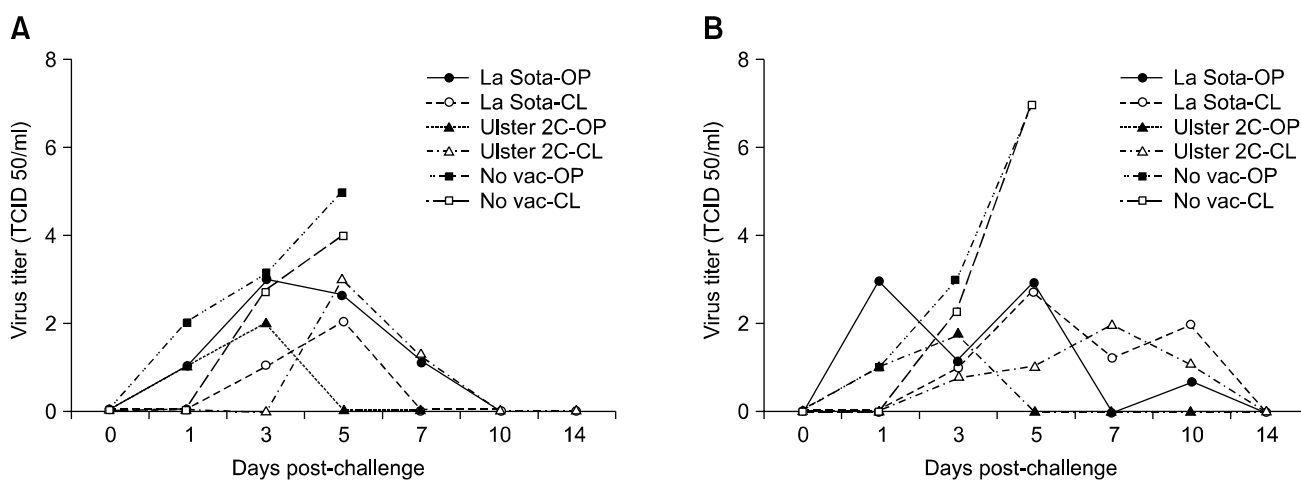 A
Virus titer (TCID 50/ml)
8
6
4
2
0
La Sota-OP
La Sota-CL
Ulster 2C-OP
Ulster 2C-CL
No vac-OP
No vac-CL
0 1 3 5 7 10 14
Days post-challenge
B
Virus titer (TCID 50/ml)
8
6
4
2
0
La Sota-OP
La Sota-CL
Ulster 2C-OP
Ulster 2C-CL
No vac-OP
No vac-CL
0 1 3 5 7 10 14
Days post-challenge